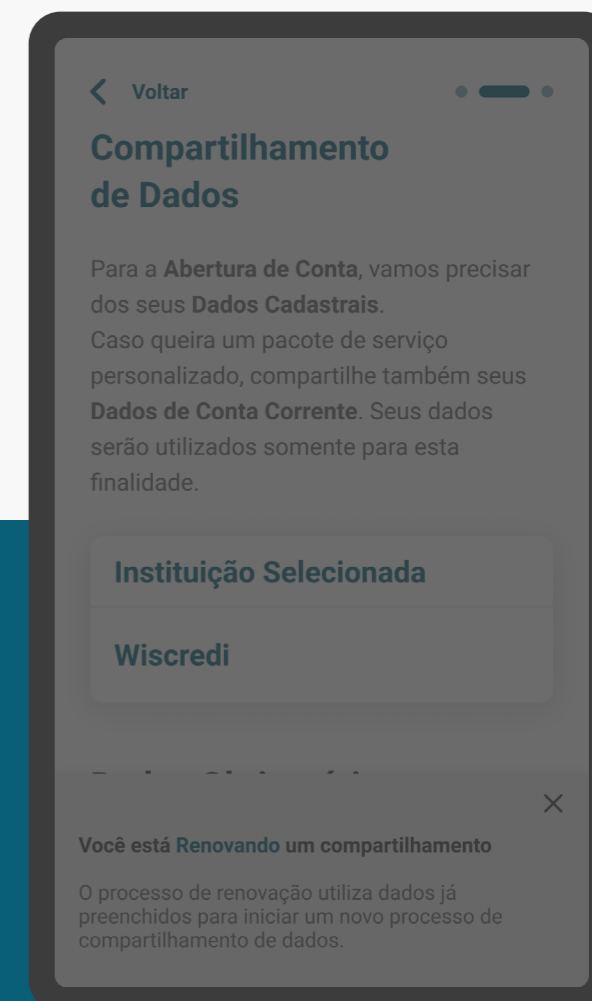 Voltar
Compartilhamento
de Dados
Para a Abertura de Conta, vamos precisar
dos seus Dados Cadastrais.
Caso queira um pacote de serviço
personalizado, compartilhe também seus
Dados de Conta Corrente. Seus dados
serão utilizados somente para esta
finalidade.
Instituição Selecionada
Wiscredi
Você está Renovando um compartilhamento
O processo de renovação utiliza dados já
preenchidos para iniciar um novo processo de
compartilhamento de dados.